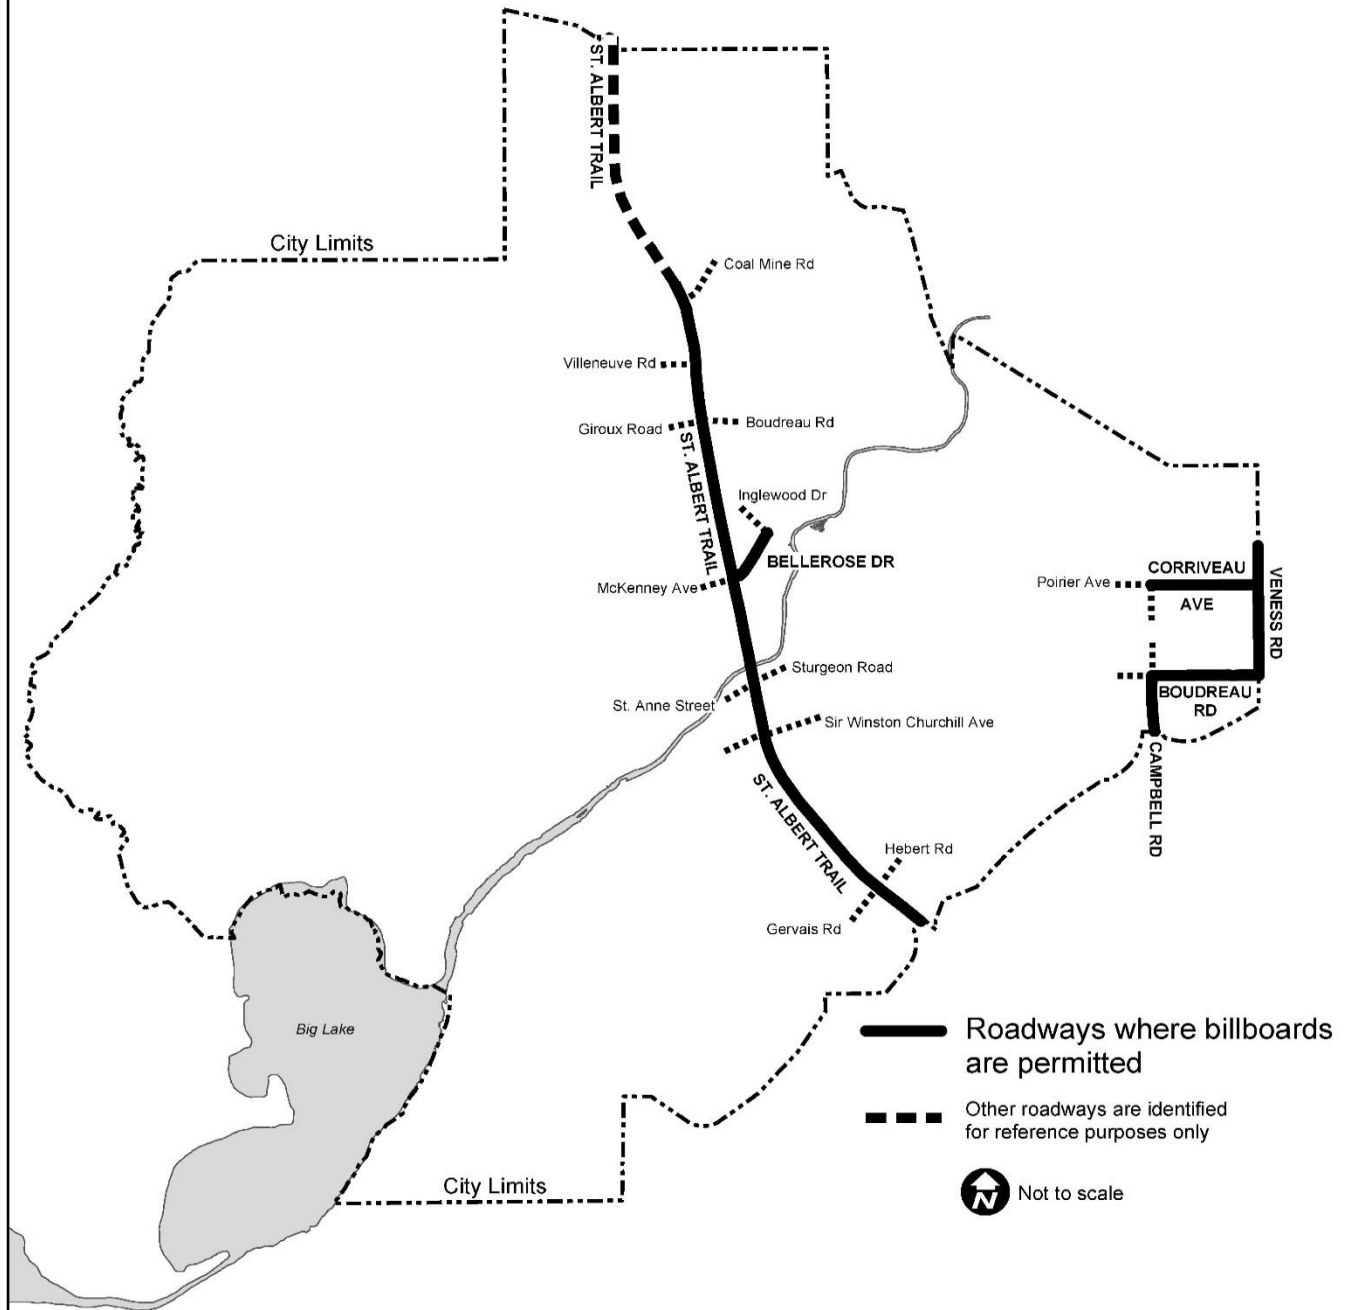 ST. ALBERT TRAIL
City Limits
Coal Mine Rd
Villeneuve Rd
Giroux Road
Boudreau Rd
ST. ALBERT TRAIL
Inglewood Dr
BELLEROSE DR
McKenney Ave
Poirier Ave
CORRIVEAU
AVE
VENESS RD
Sturgeon Road
St. Anne Street
Sir Winston Churchill Ave
BOUDREAU
RD
CAMPBELL RD
ST. ALBERT TRAIL
Hebert Rd
Gervais Rd
Big Lake
Roadways where billboards
are permitted
Other roadways are identified
for reference purposes only
N
Not to scale
City Limits